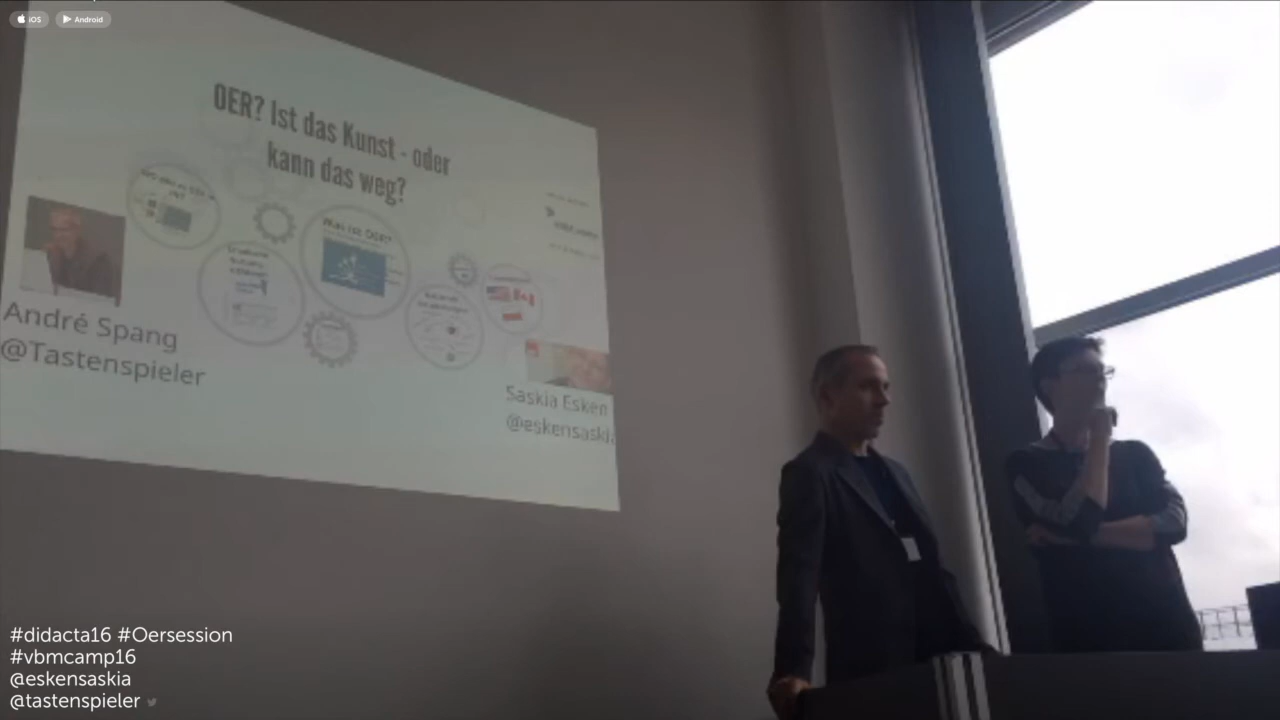 iOS
Android
OER? Ist das Kunst - oder
kann das weg?
Was ist OER?
André Spang
@Tastenspieler
Saskia Esken
@eskensaskia
#didacta16 #Oersession
#vbmcamp16
@eskensaskia
@tastenspieler